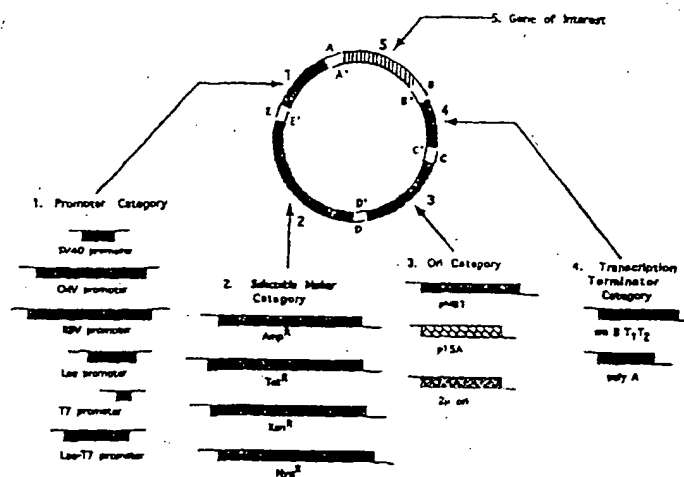 5. Gene of Interest
A
5
A'
B
B'
1
4
E
E'
C'
C
D'
D
2
3
1. Promoter Category
SV40 promoter
CMV promoter
RSV promoter
Lac promoter
T7 promoter
Lac-T7 promoter
2. Selectable Marker
Category
Amp^R
Tet^R
Kan^R
Hyg^R
3. Ori Category
pMB1
p15A
2μ ori
4. Transcription
Terminator
Category
B T1T2
poly A